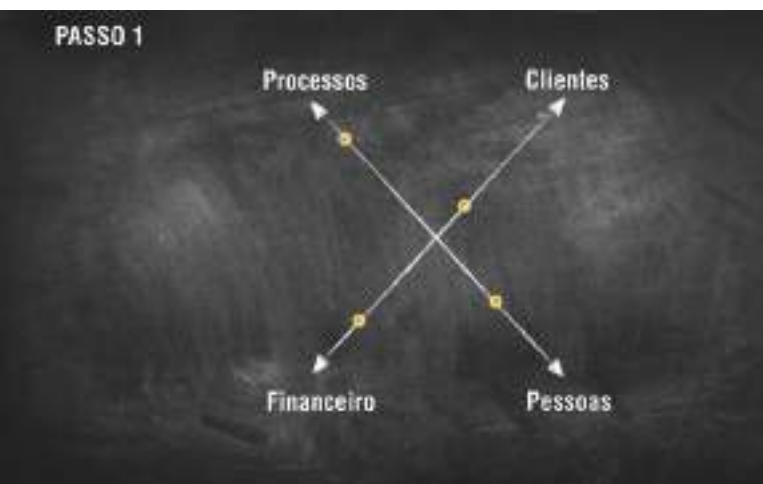 PASSO 1
Processos
Clientes
Financeiro
Pessoas